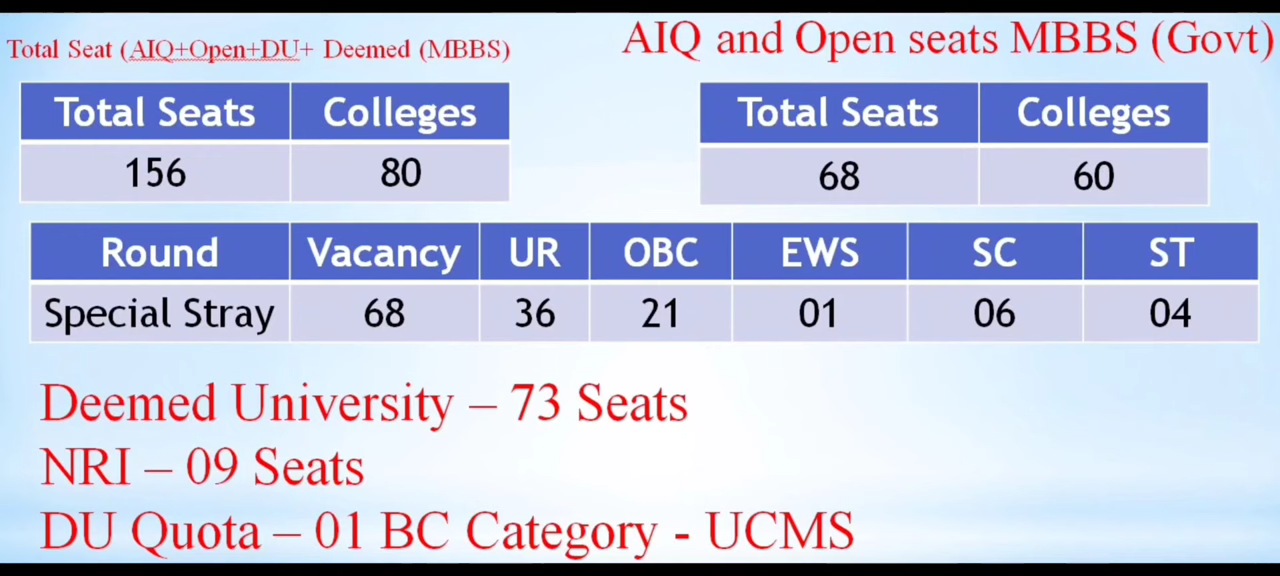 Total Seat (AIQ+Open+DU+ Deemed (MBBS)
AIQ and Open seats MBBS (Govt)
Total Seats Colleges
156 80
Total Seats Colleges
68 60
Round Vacancy UR OBC EWS SC ST
Special Stray 68 36 21 01 06 04
Deemed University – 73 Seats
NRI – 09 Seats
DU Quota – 01 BC Category - UCMS